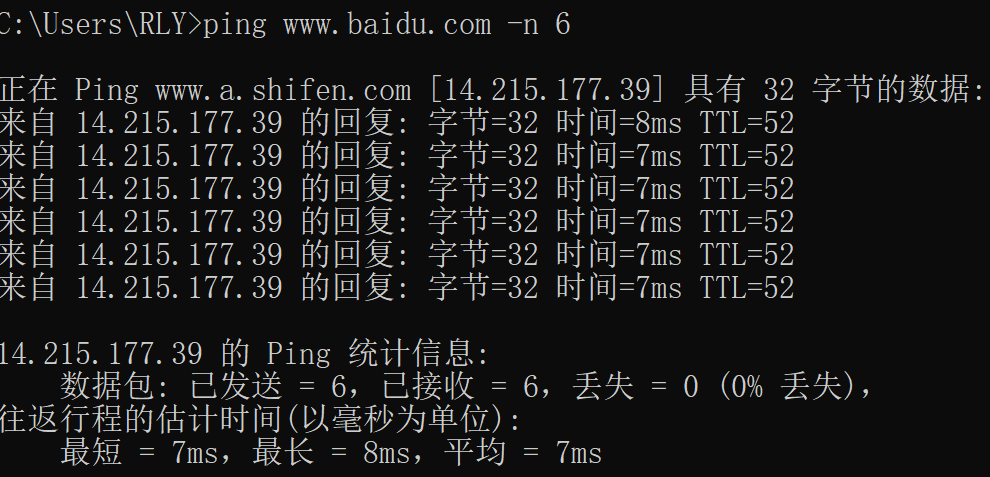 C:\Users\RLY>ping www.baidu.com -n 6
正在 Ping www.a.shifen.com [14.215.177.39] 具有 32 字节的数据:
来自 14.215.177.39 的回复: 字节=32 时间=8ms TTL=52
来自 14.215.177.39 的回复: 字节=32 时间=7ms TTL=52
来自 14.215.177.39 的回复: 字节=32 时间=7ms TTL=52
来自 14.215.177.39 的回复: 字节=32 时间=7ms TTL=52
来自 14.215.177.39 的回复: 字节=32 时间=7ms TTL=52
来自 14.215.177.39 的回复: 字节=32 时间=7ms TTL=52
14.215.177.39 的 Ping 统计信息:
数据包: 已发送 = 6，已接收 = 6，丢失 = 0 (0% 丢失)，
往返行程的估计时间(以毫秒为单位):
最短 = 7ms，最长 = 8ms，平均 = 7ms